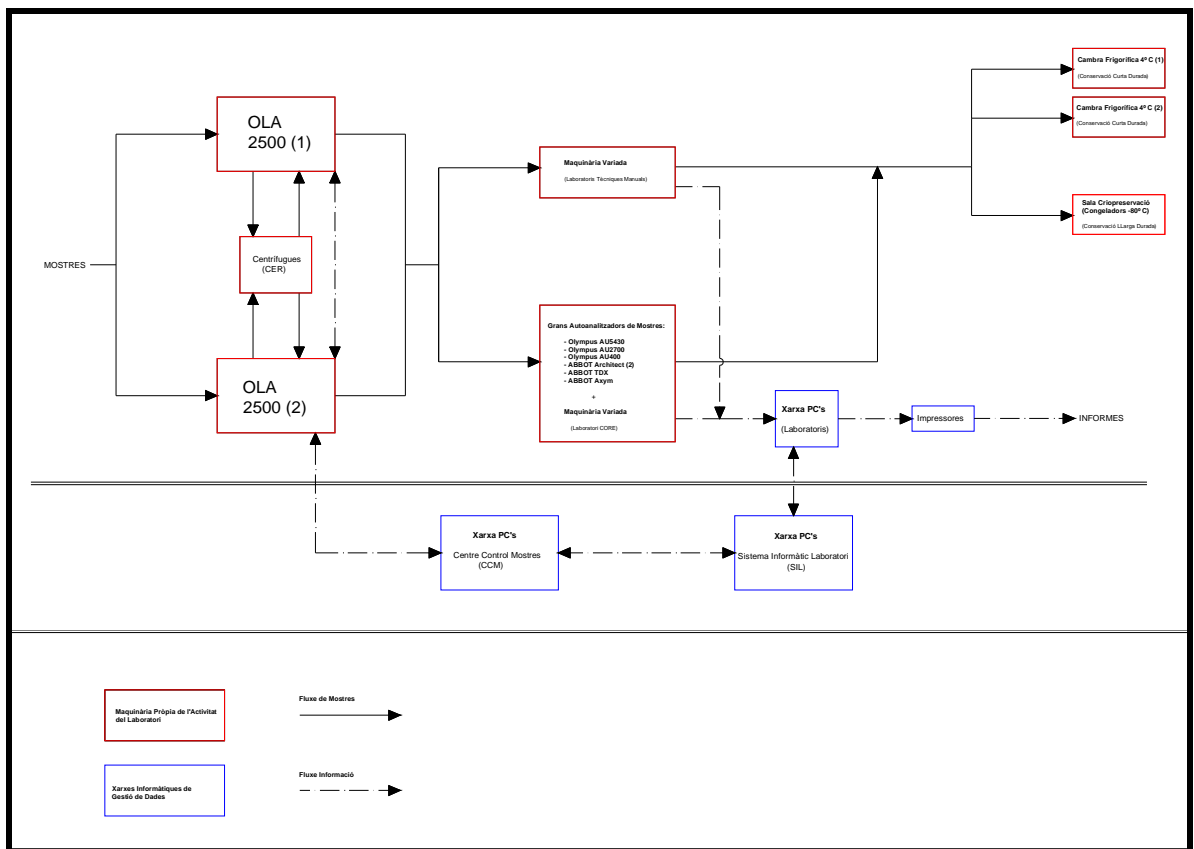 MOSTRES
OLA
2500 (1)
Centrífugues
(CER)
OLA
2500 (2)
Maquinària Variada
(Laboratoris Tècniques Manuals)
Grans Autoanalitzadors de Mostres:
- Olympus AU5430
- Olympus AU2700
- Olympus AU400
- ABBOT Architect (2)
- ABBOT TDX
- ABBOT Axym
+
Maquinària Variada
(Laboratori CORE)
Cambra Frigorífica 4º C (1)
(Conservació Curta Durada)
Cambra Frigorífica 4º C (2)
(Conservació Curta Durada)
Sala Criopreservació
(Congeladors -80º C)
(Conservació LLarga Durada)
Xarxa PC's
(Laboratoris)
Impressores
INFORMES
Xarxa PC's
Centre Control Mostres
(CCM)
Xarxa PC's
Sistema Informàtic Laboratori
(SIL)
Maquinària Pròpia de l'Activitat
del Laboratori
Fluxe de Mostres
Xarxes Informàtiques de
Gestió de Dades
Fluxe Informació